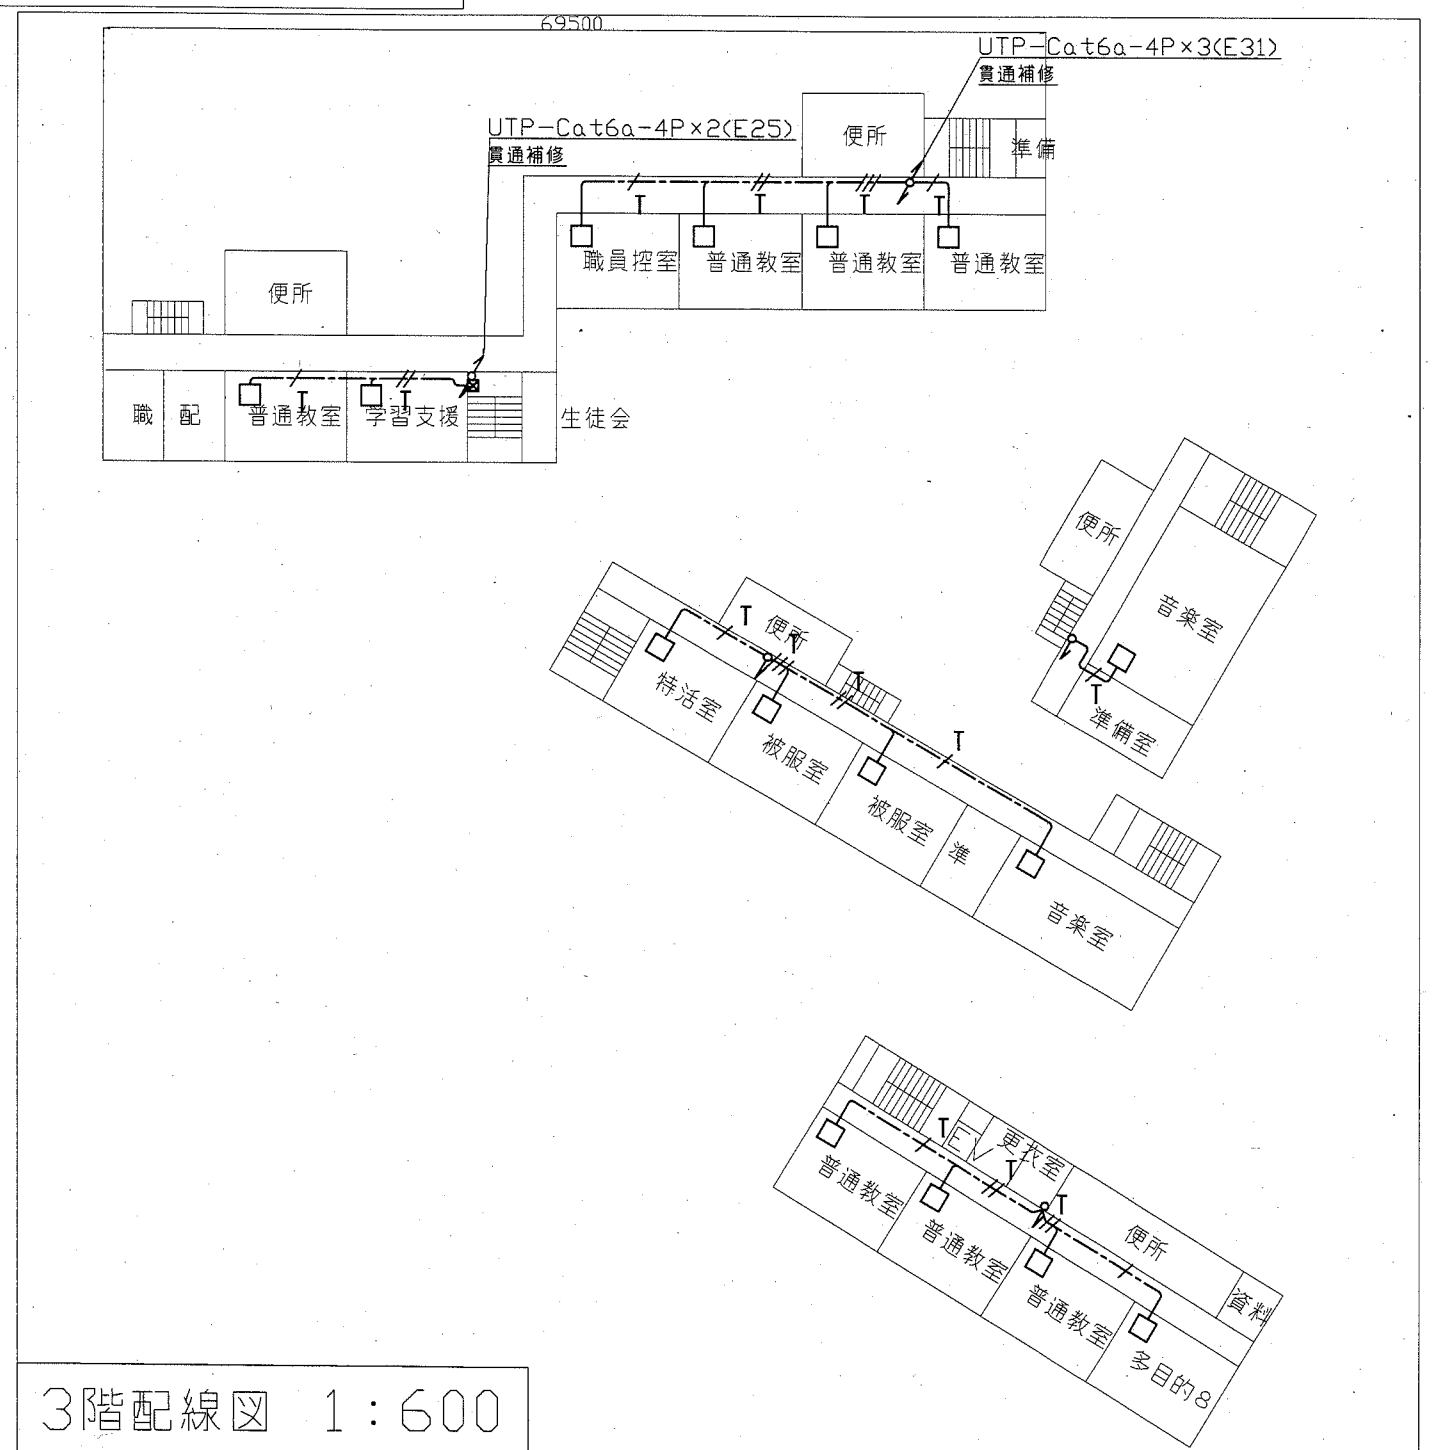 69500
UTP-Cat6a-4P×3(E31)
貫通補修
UTP-Cat6a-4P×2(E25)
貫通補修
便所
準備
T
T
T
T
職員控室
普通教室
普通教室
普通教室
便所
職
配
T
普通教室
T
学習支援
生徒会
便所
音楽室
T
準備室
T
便所
T
T
T
特活室
被服室
被服室
準
音楽室
T
EV
更衣室
T
T
便所
資料
普通教室
普通教室
普通教室
多目的8
3階配線図 1:600